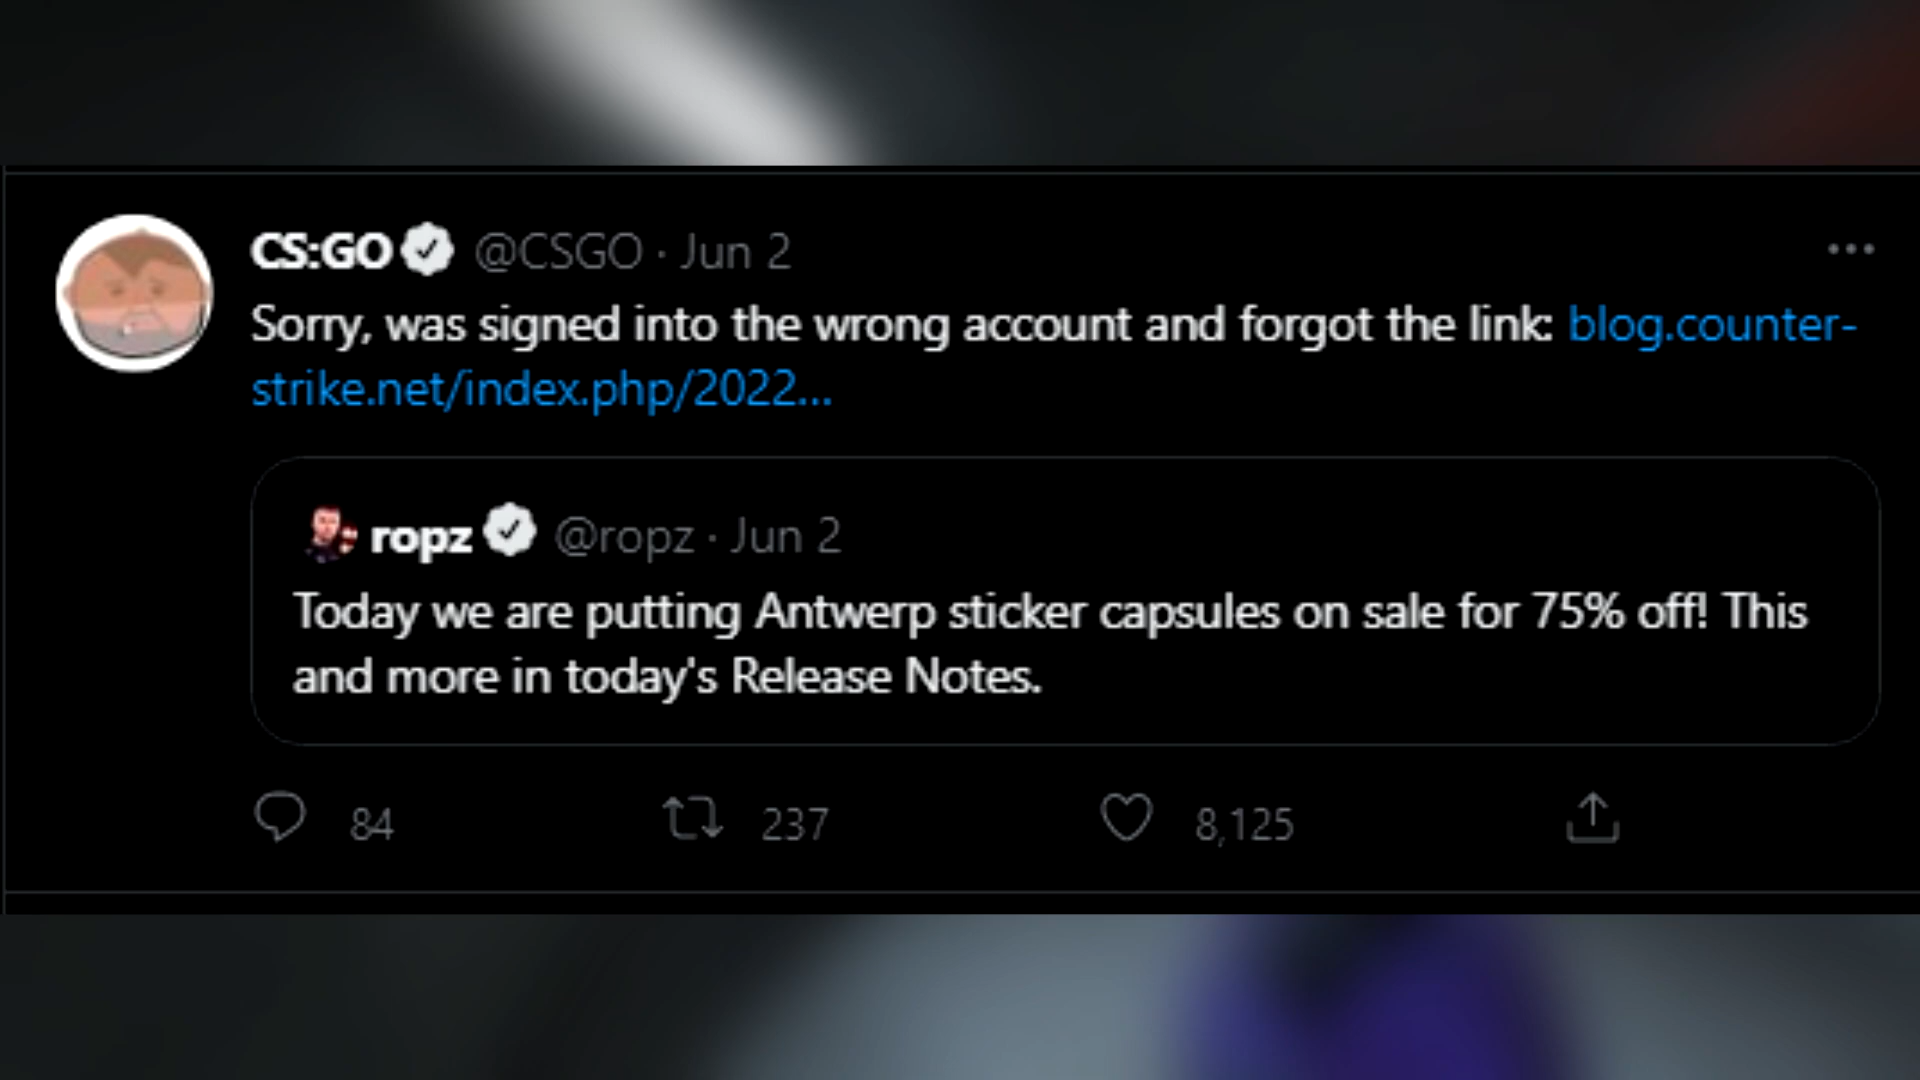 CS:GO @CSGO · Jun 2
Sorry, was signed into the wrong account and forgot the link: blog.counter-
strike.net/index.php/2022...
ropz @ropz · Jun 2
Today we are putting Antwerp sticker capsules on sale for 75% off! This
and more in today's Release Notes.
84 237 8,125